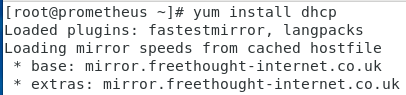 [root@prometheus ~]# yum install dhcp
Loaded plugins: fastestmirror, langpacks
Loading mirror speeds from cached hostfile
 * base: mirror.freethought-internet.co.uk
 * extras: mirror.freethought-internet.co.uk